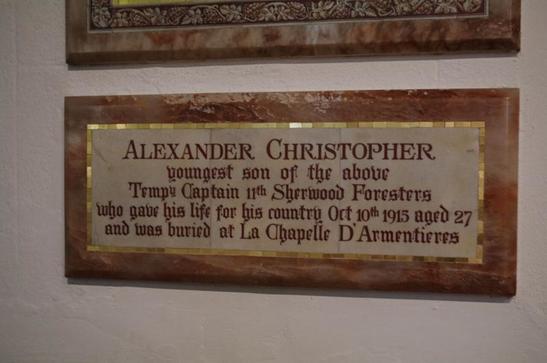 ALEXANDER CHRISTOPHER
youngest son of the above
Tempy Captain 11th Sherwood Foresters
who gave his life for his country Oct 10th 1915 aged 27
and was buried at La Chapelle D'Armentieres